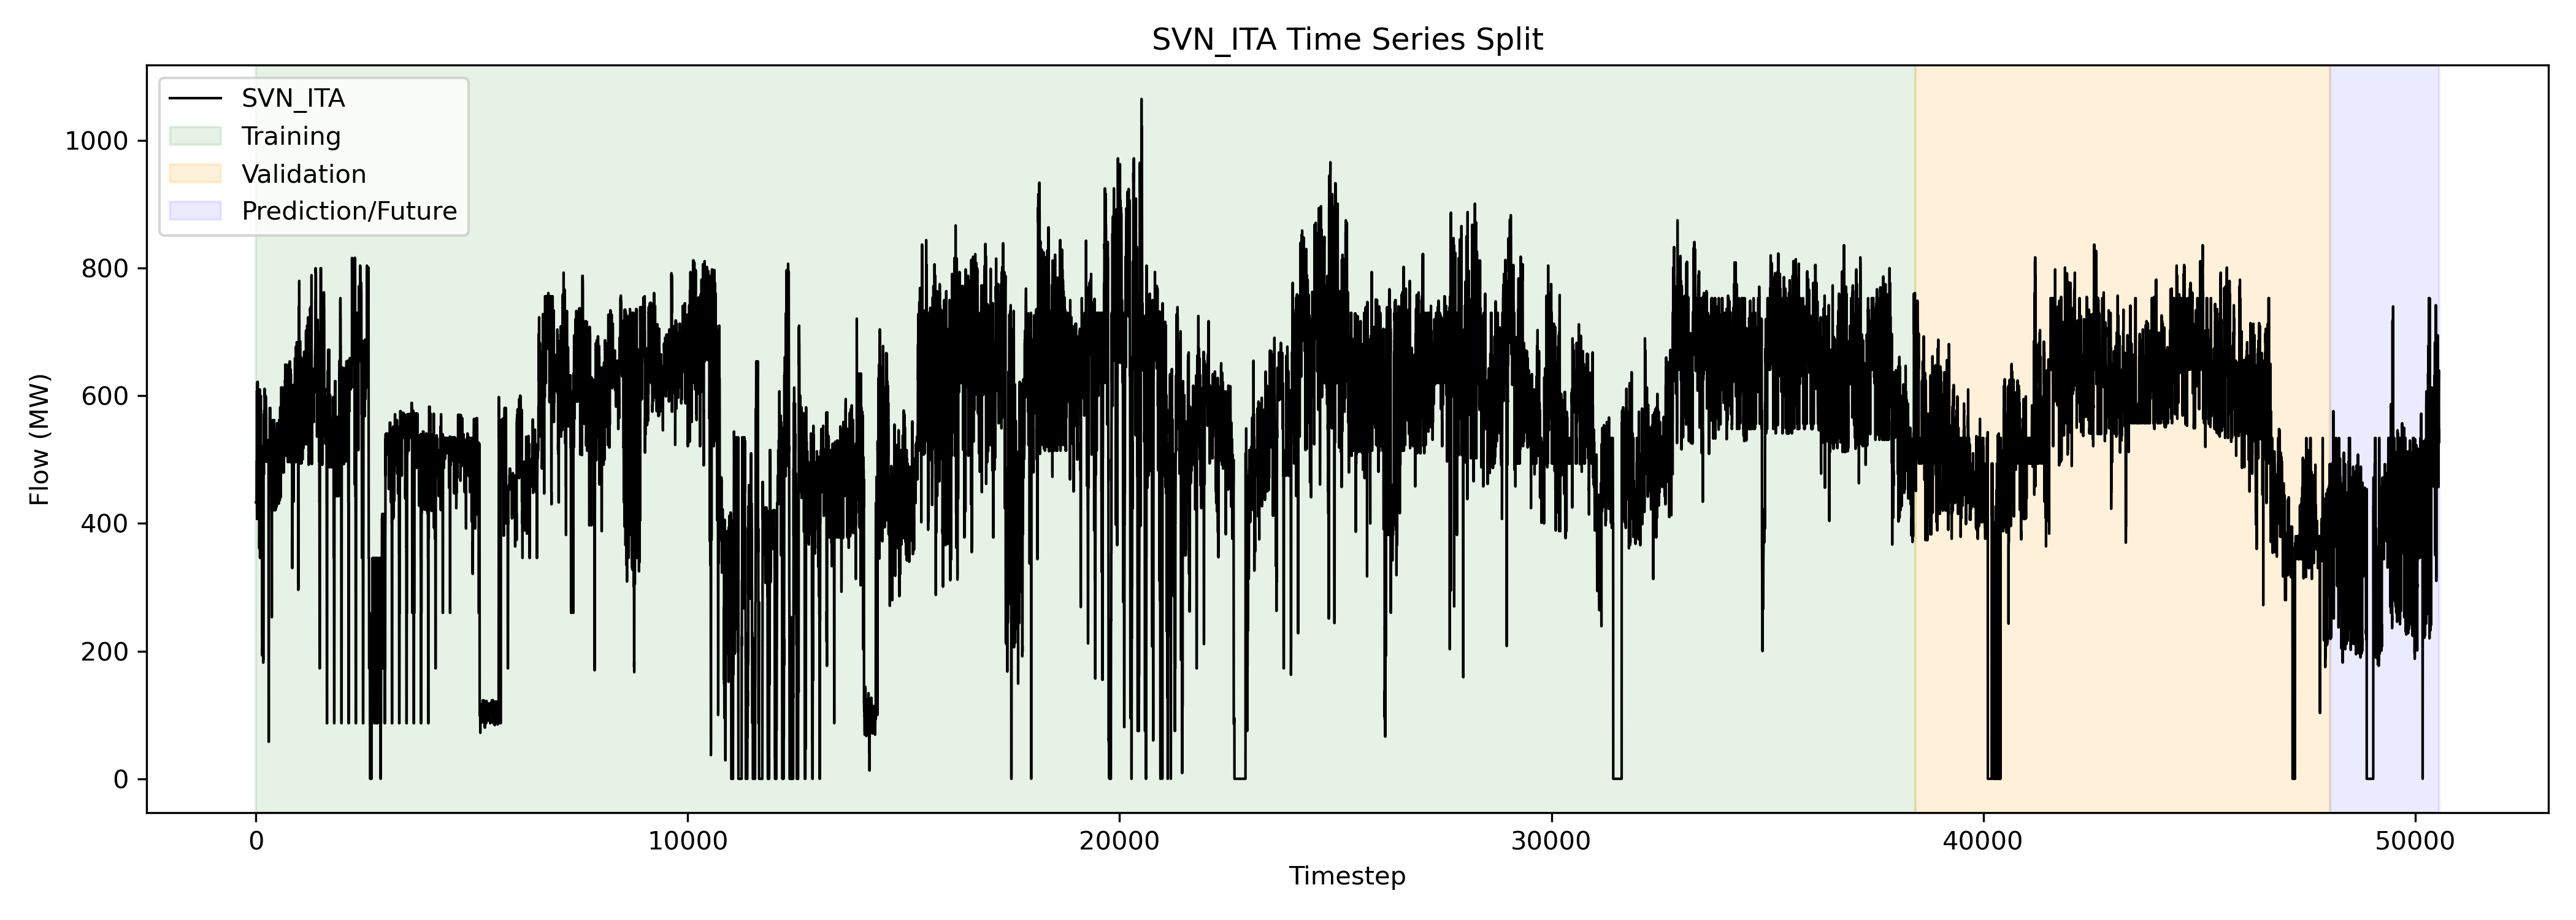 SVN_ITA Time Series Split
SVN_ITA
Training
Validation
Prediction/Future
Flow (MW)
1000
800
600
400
200
0
0 10000 20000 30000 40000 50000
Timestep